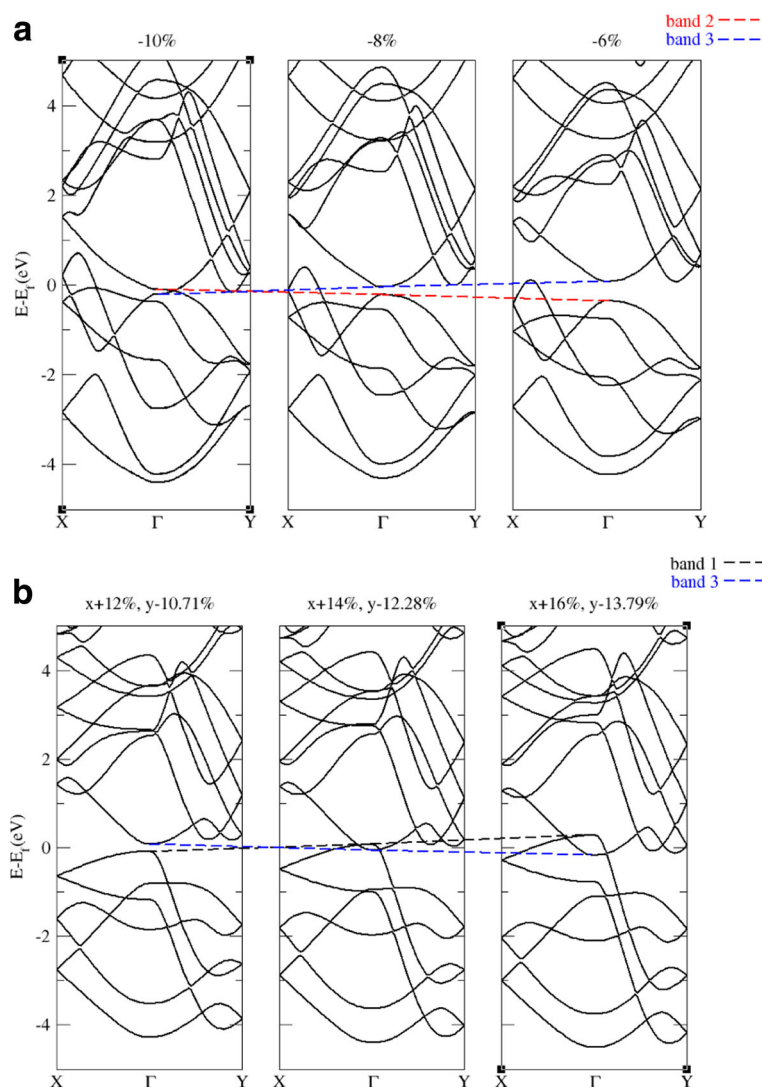 a
band 2
band 3
-10% -8% -6%
4
2
0
-2
-4
E-E_f(eV)
X Γ Y X Γ Y X Γ Y
b
band 1
band 3
x+12%, y-10.71% x+14%, y-12.28% x+16%, y-13.79%
4
2
0
-2
-4
E-E_f(eV)
X Γ Y X Γ Y X Γ Y